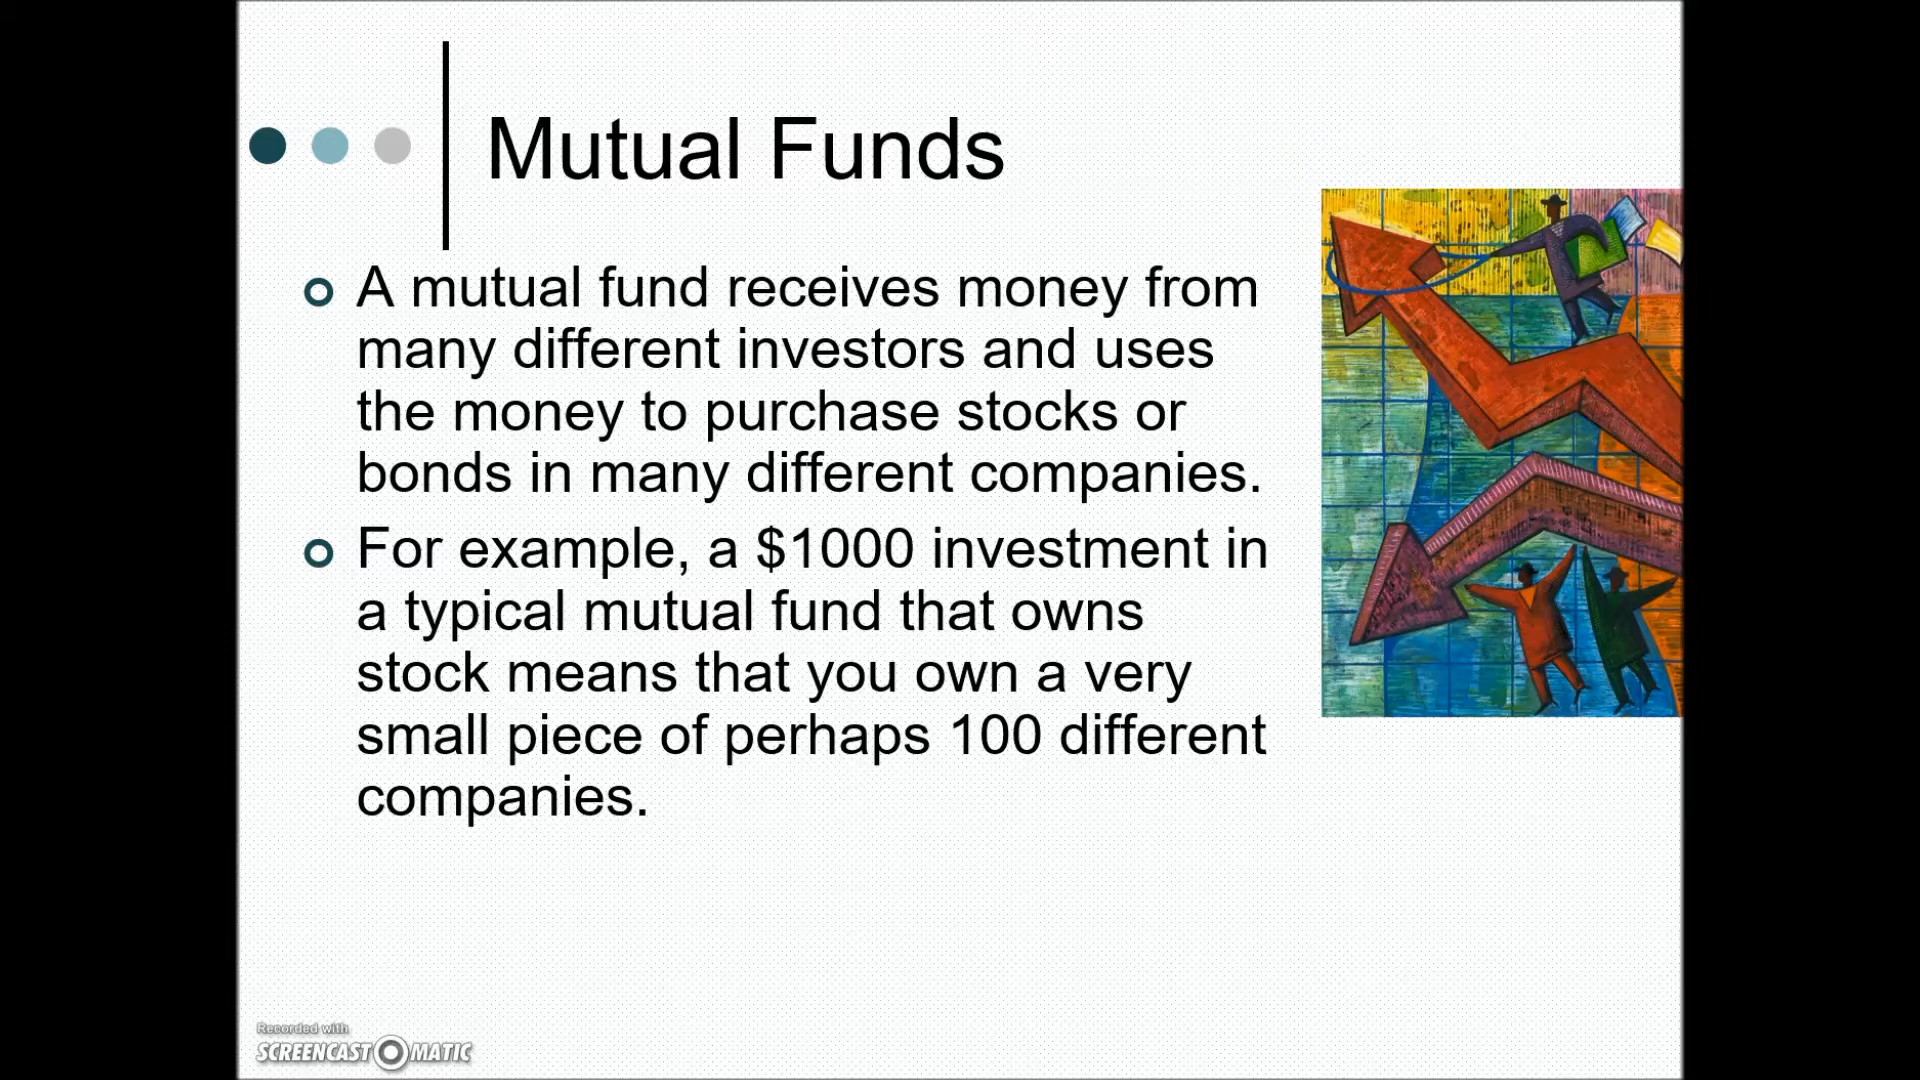 Mutual Funds
A mutual fund receives money from
many different investors and uses
the money to purchase stocks or
bonds in many different companies.
For example, a $1000 investment in
a typical mutual fund that owns
stock means that you own a very
small piece of perhaps 100 different
companies.
Recorded with
SCREENCAST-O-MATIC